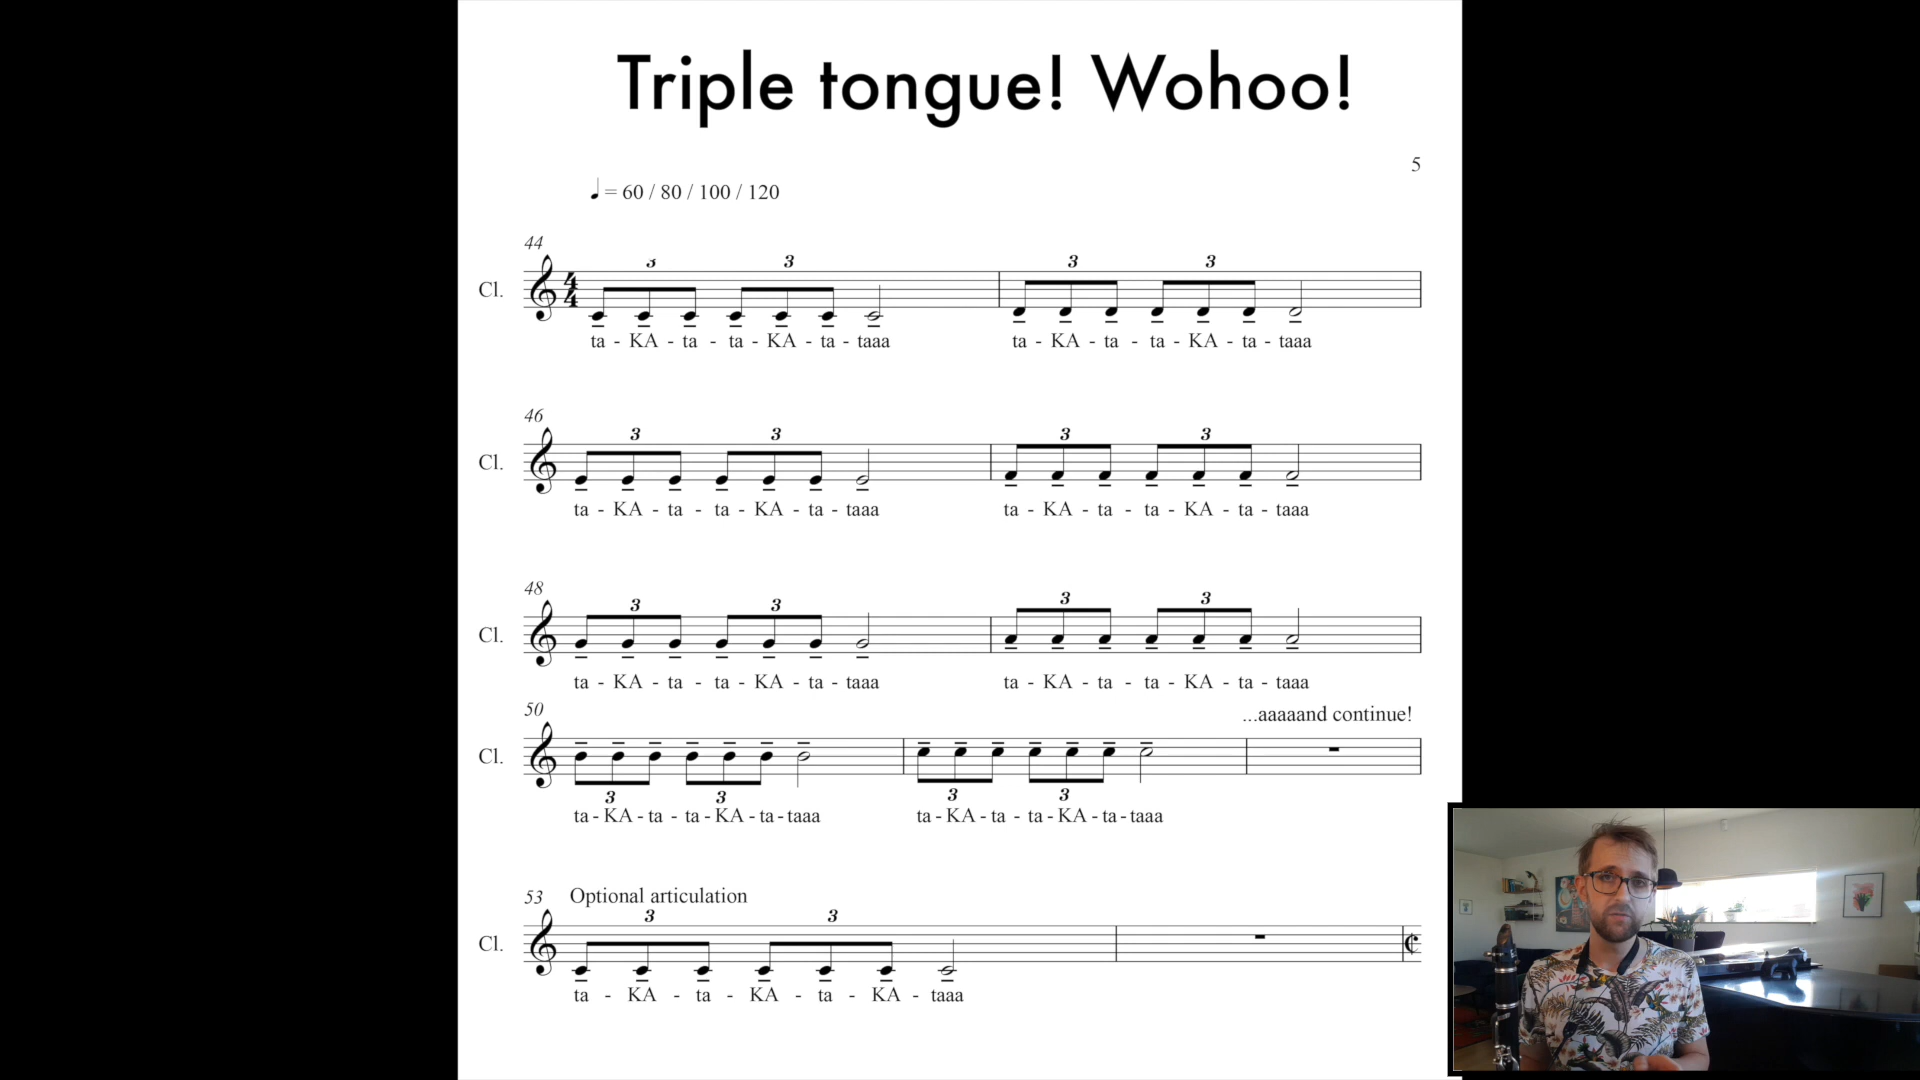 Triple tongue! Wohoo!
5
♩ = 60 / 80 / 100 / 120
44
3 3 3 3
Cl.
ta - KA - ta - ta - KA - ta - taaa ta - KA - ta - ta - KA - ta - taaa
46
3 3 3 3
Cl.
ta - KA - ta - ta - KA - ta - taaa ta - KA - ta - ta - KA - ta - taaa
48
3 3 3 3
Cl.
ta - KA - ta - ta - KA - ta - taaa ta - KA - ta - ta - KA - ta - taaa
50
...aaaaand continue!
Cl.
3 3 3 3
ta - KA - ta - ta - KA - ta - taaa ta - KA - ta - ta - KA - ta - taaa
53 Optional articulation
3 3
Cl.
ta - KA - ta - KA - ta - KA - taaa